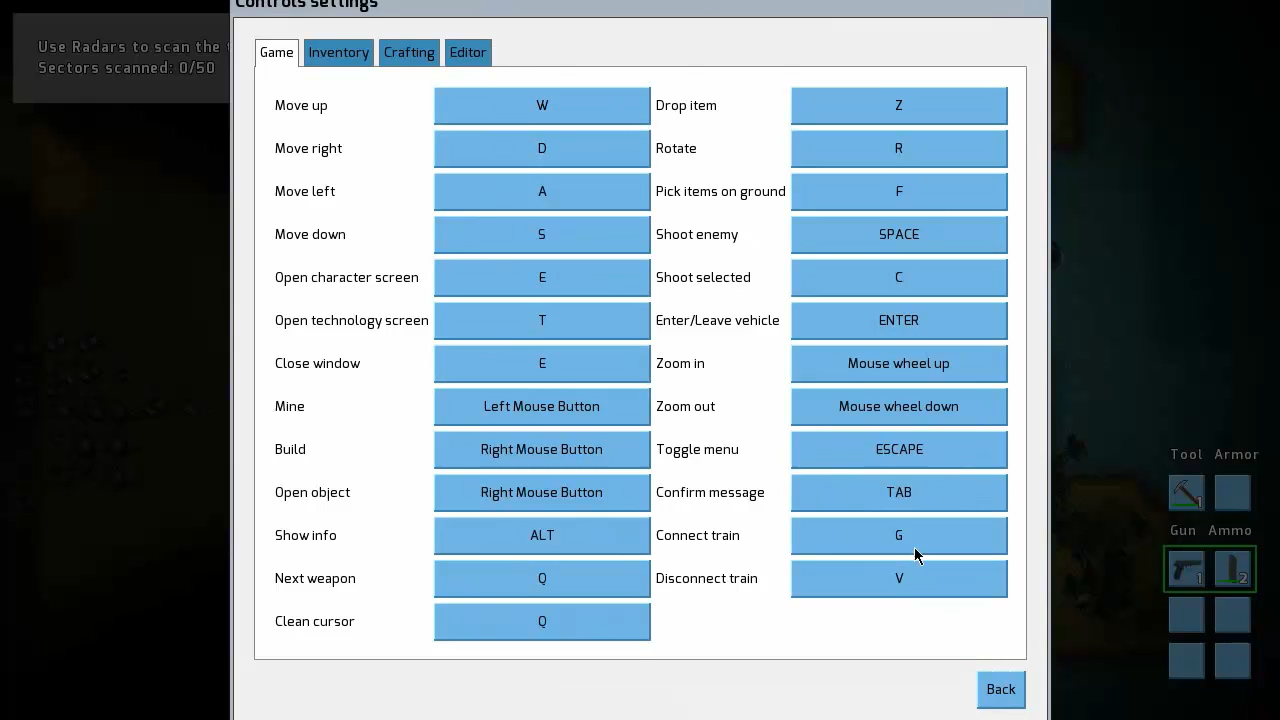 Controls settings
Use Radars to scan the
Sectors scanned: 0/50
Game Inventory Crafting Editor
Move up W Drop item Z
Move right D Rotate R
Move left A Pick items on ground F
Move down S Shoot enemy SPACE
Open character screen E Shoot selected C
Open technology screen T Enter/Leave vehicle ENTER
Close window E Zoom in Mouse wheel up
Mine Left Mouse Button Zoom out Mouse wheel down
Build Right Mouse Button Toggle menu ESCAPE
Open object Right Mouse Button Confirm message TAB
Show info ALT Connect train G
Next weapon Q Disconnect train V
Clean cursor Q
Back
Tool Armor
1
Gun Ammo
1 2